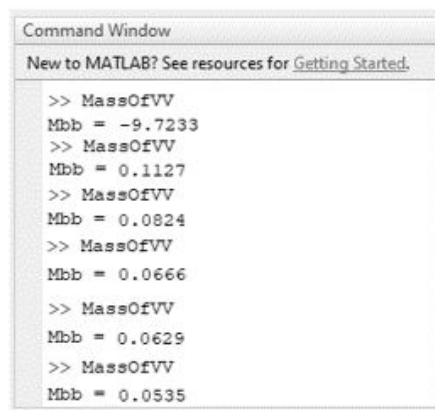 Command Window
New to MATLAB? See resources for Getting Started.
>> MassOfVV
Mbb = -9.7233
>> MassOfVV
Mbb = 0.1127
>> MassOfVV
Mbb = 0.0824
>> MassOfVV
Mbb = 0.0666
>> MassOfVV
Mbb = 0.0629
>> MassOfVV
Mbb = 0.0535